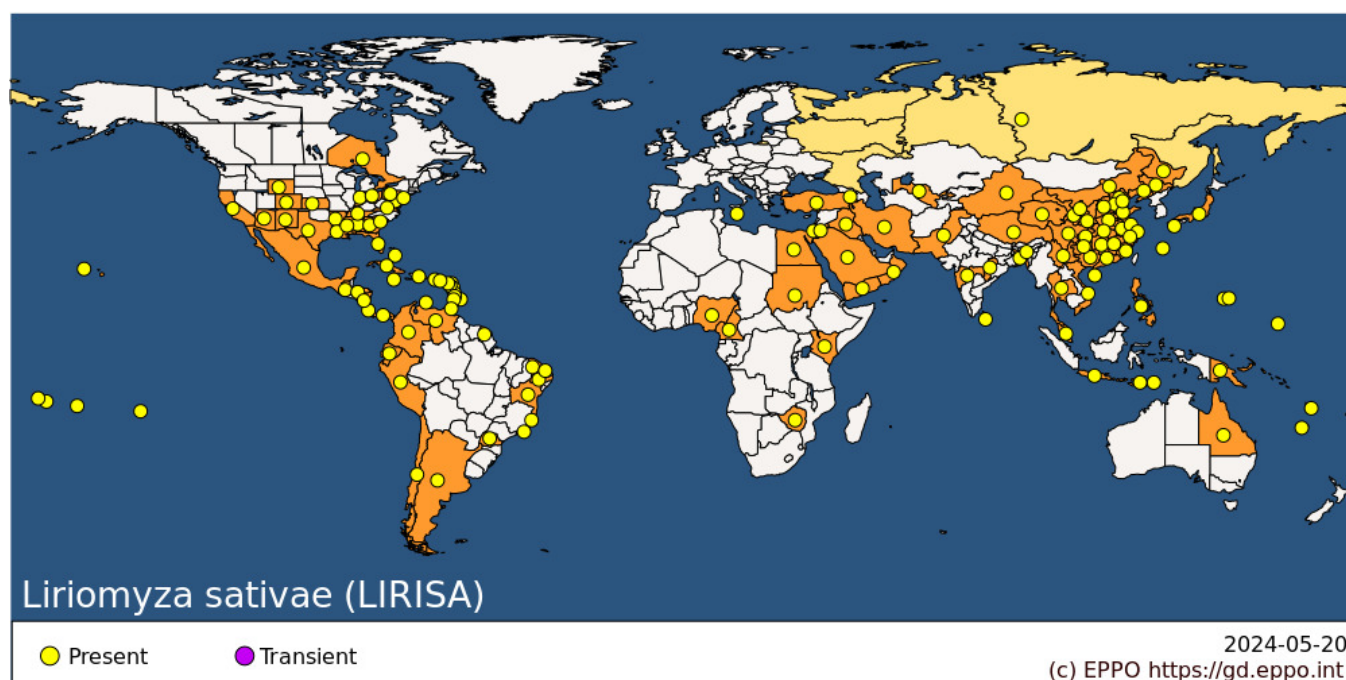 Liriomyza sativae (LIRISA)
Present
Transient
2024-05-20
(c) EPPO https://gd.eppo.int